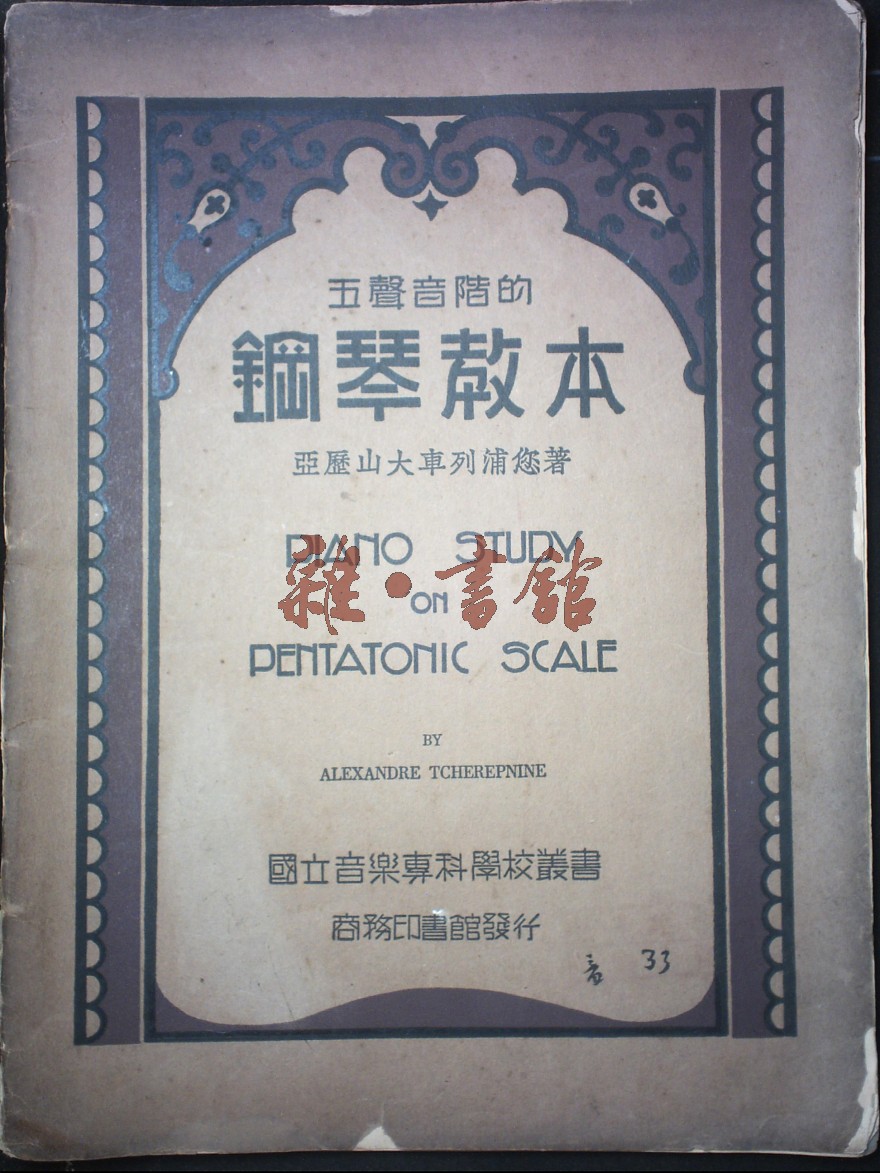 五聲音階的
鋼琴教本
亞歷山大車列浦您著
PIANO STUDY
雜·書館
ON
PENTATONIC SCALE
BY
ALEXANDRE TCHEREPNINE
國立音樂專科學校叢書
商務印書館發行
音 33